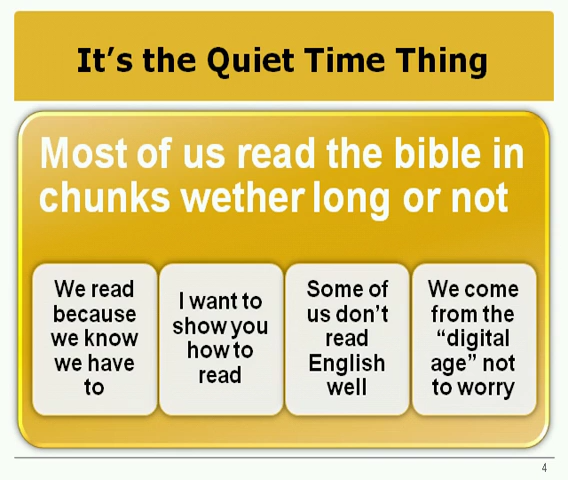 It's the Quiet Time Thing
Most of us read the bible in
chunks wether long or not
We read
because
we know
we have
to
I want to
show you
how to
read
Some of
us don't
read
English
well
We come
from the
“digital
age” not
to worry
4